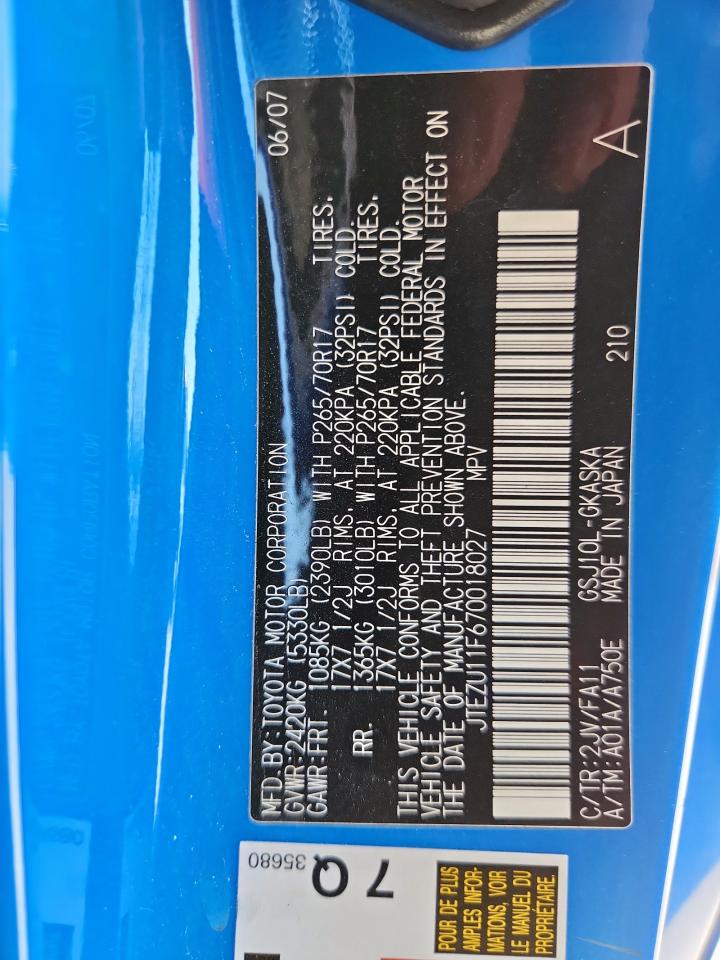 MFD. BY: TOYOTA MOTOR CORPORATION 06/07
GVWR: 2420KG (5330LB)
GAWR: FRT. 1085KG (2390LB) WITH P265/70R17 TIRES.
17X7 1/2J RIMS, AT 220KPA (32PSI) COLD.
RR. 1365KG (3010LB) WITH P265/70R17 TIRES.
17X7 1/2J RIMS, AT 220KPA (32PSI) COLD.
THIS VEHICLE CONFORMS TO ALL APPLICABLE FEDERAL MOTOR
VEHICLE SAFETY AND THEFT PREVENTION STANDARDS IN EFFECT ON
THE DATE OF MANUFACTURE SHOWN ABOVE.
JTEZU11F670018027 MPV
C/TR: 2JV/FA11 GSJ10L-GKASKA
A/TM: A01A/A750E MADE IN JAPAN 210 A
35680
7 Q
POUR DE PLUS
AMPLES INFOR-
MATIONS, VOIR
LE MANUEL DU
PROPRIÉTAIRE.